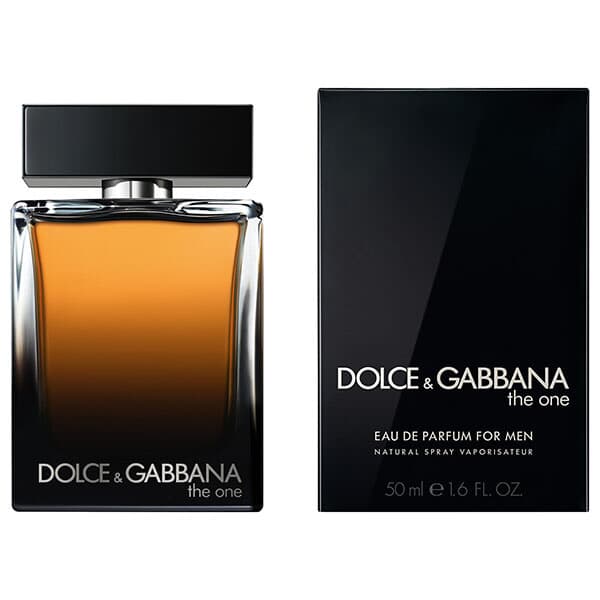 DOLCE & GABBANA
the one
DOLCE & GABBANA
the one
EAU DE PARFUM FOR MEN
NATURAL SPRAY VAPORISATEUR
50 ml ℮ 1.6 FL. OZ.